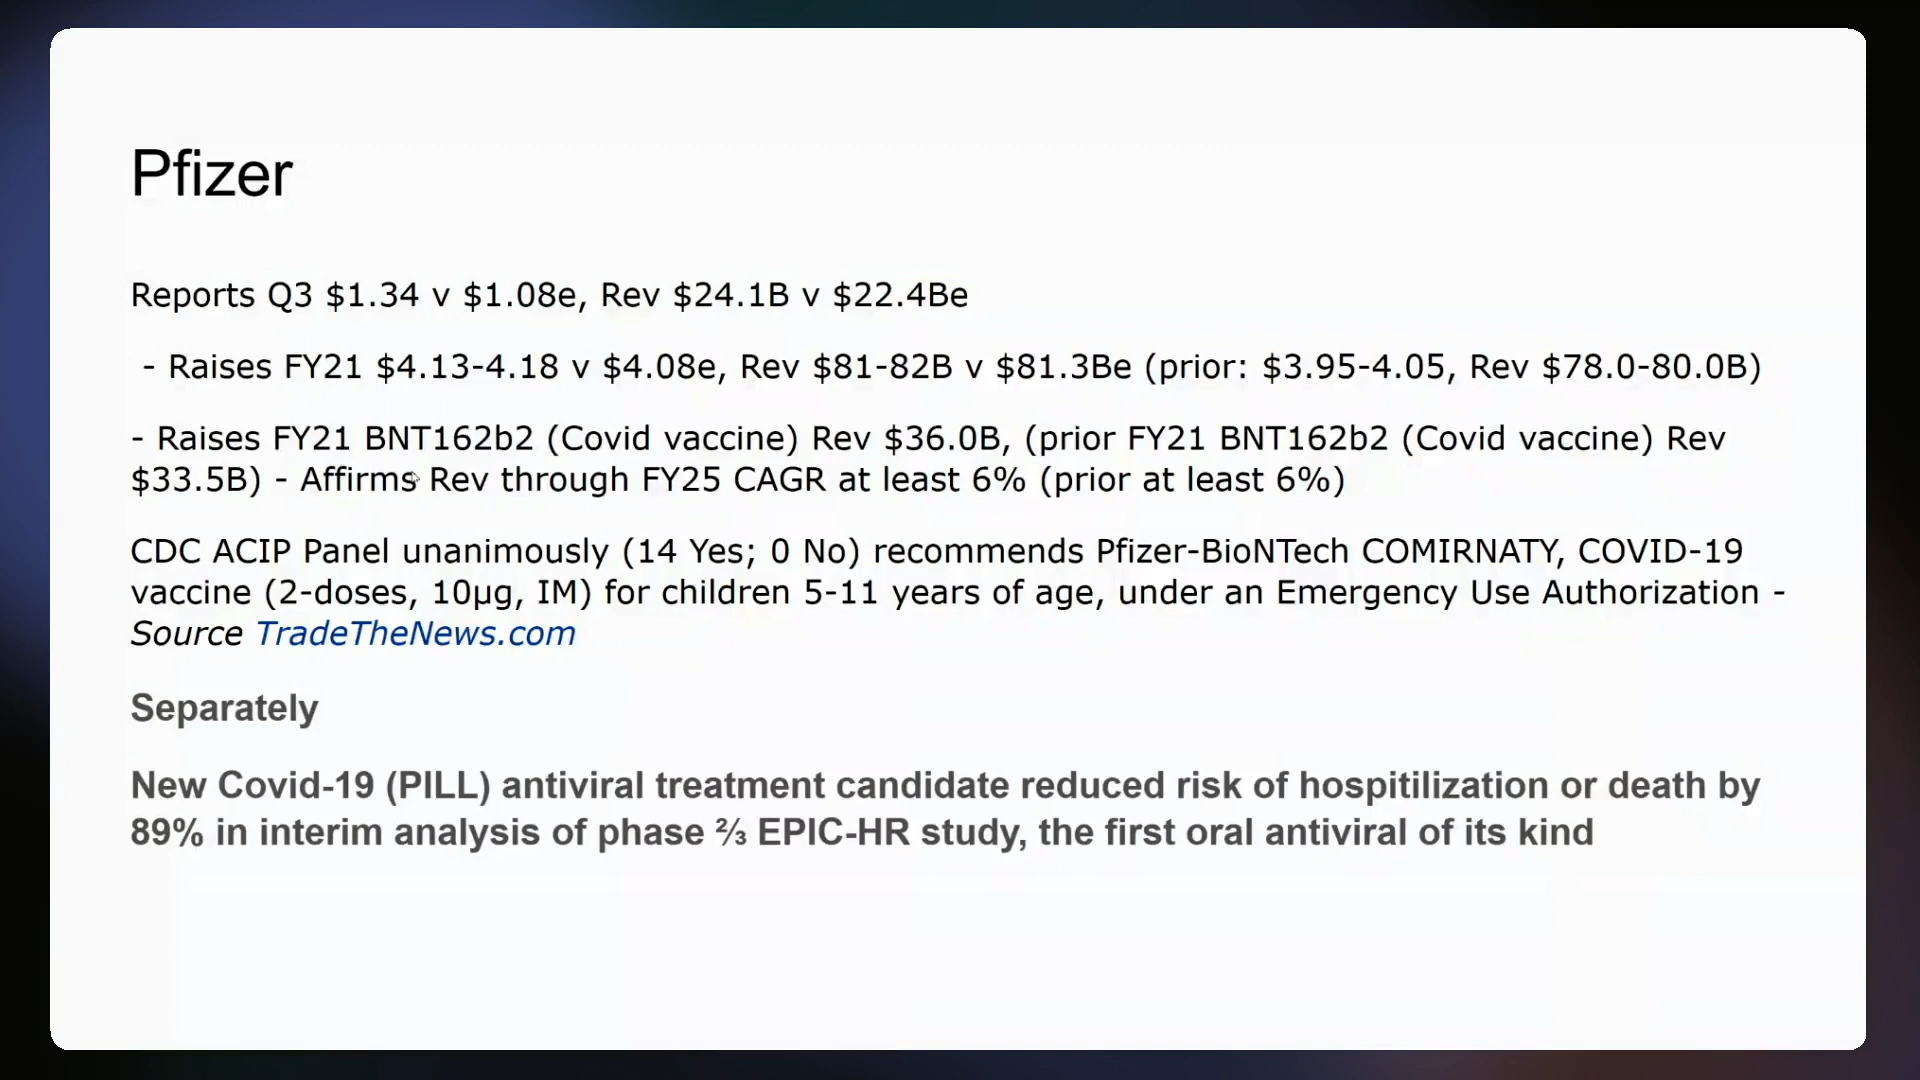 Pfizer
Reports Q3 $1.34 v $1.08e, Rev $24.1B v $22.4Be
- Raises FY21 $4.13-4.18 v $4.08e, Rev $81-82B v $81.3Be (prior: $3.95-4.05, Rev $78.0-80.0B)
- Raises FY21 BNT162b2 (Covid vaccine) Rev $36.0B, (prior FY21 BNT162b2 (Covid vaccine) Rev
$33.5B) - Affirms Rev through FY25 CAGR at least 6% (prior at least 6%)
CDC ACIP Panel unanimously (14 Yes; 0 No) recommends Pfizer-BioNTech COMIRNATY, COVID-19
vaccine (2-doses, 10µg, IM) for children 5-11 years of age, under an Emergency Use Authorization -
Source TradeTheNews.com
Separately
New Covid-19 (PILL) antiviral treatment candidate reduced risk of hospitilization or death by
89% in interim analysis of phase ⅔ EPIC-HR study, the first oral antiviral of its kind